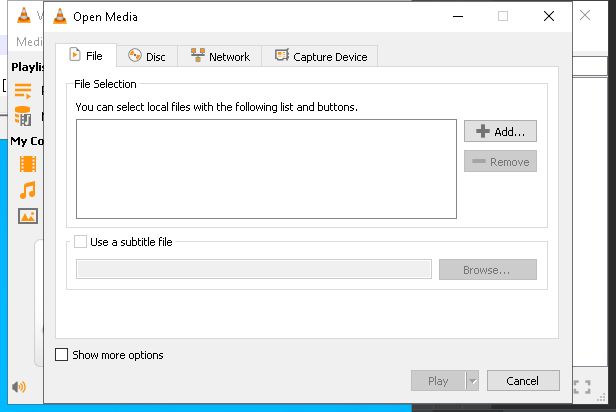 Open Media
Medi
File
Disc
Network
Capture Device
Playlis
File Selection
You can select local files with the following list and buttons.
Add...
Remove
My Co
Use a subtitle file
Browse...
Show more options
Play
Cancel